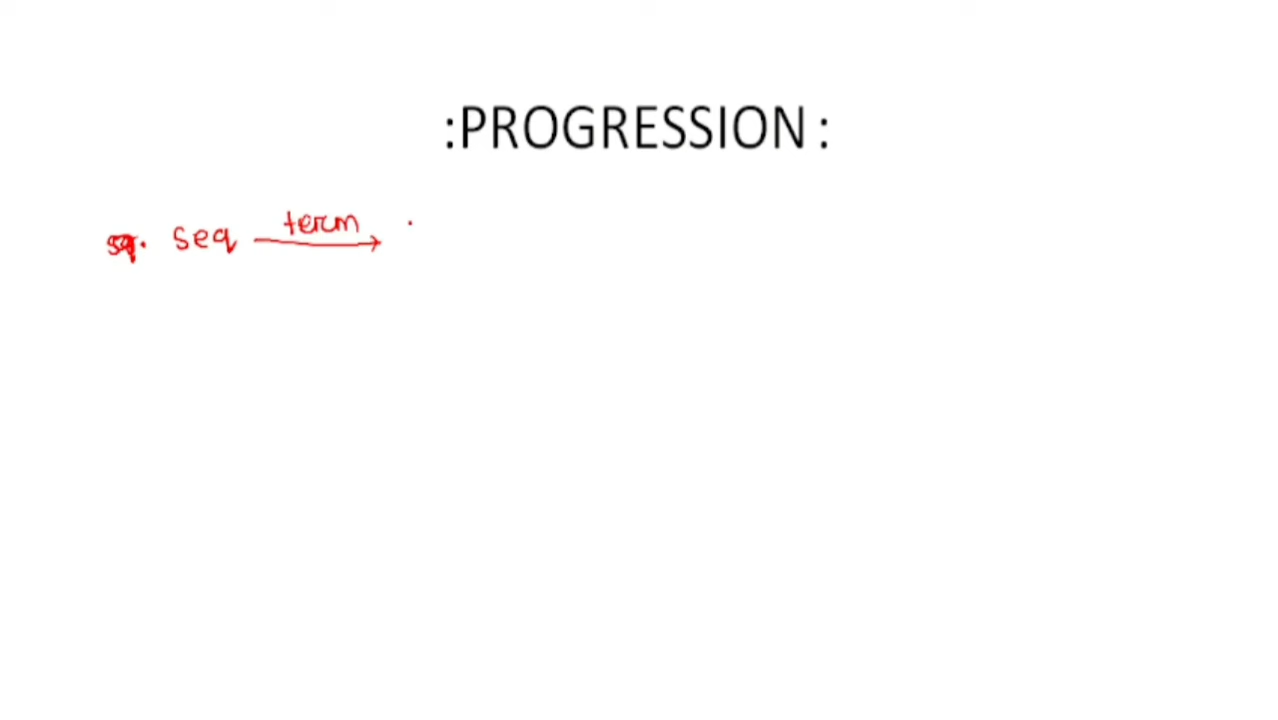 :PROGRESSION :
seq term →